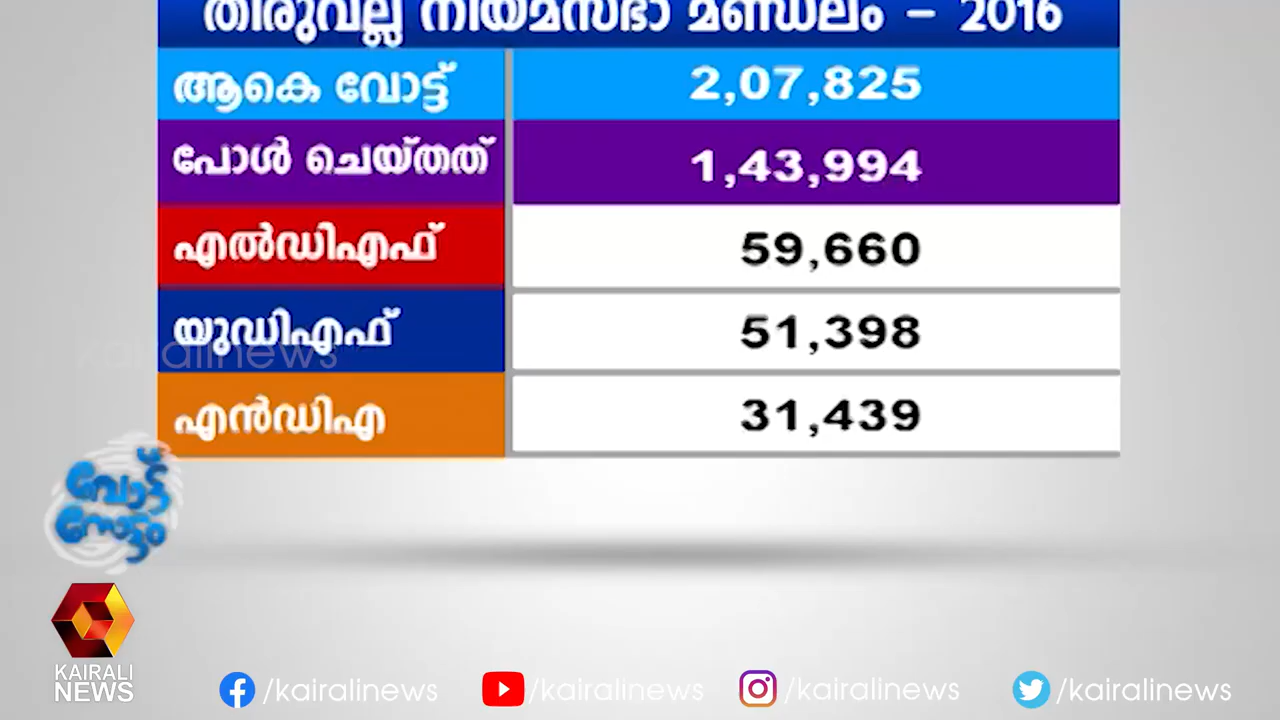 തിരുവല്ല നിയമസഭാ മണ്ഡലം – 2016
ആകെ വോട്ട് 2,07,825
പോൾ ചെയ്തത് 1,43,994
എൽഡിഎഫ് 59,660
യുഡിഎഫ് 51,398
kairalinews
എൻഡിഎ 31,439
വോട്ട്
നോട്ടം
KAIRALI
NEWS
/kairalinews /kairalinews /kairalinews /kairalinews